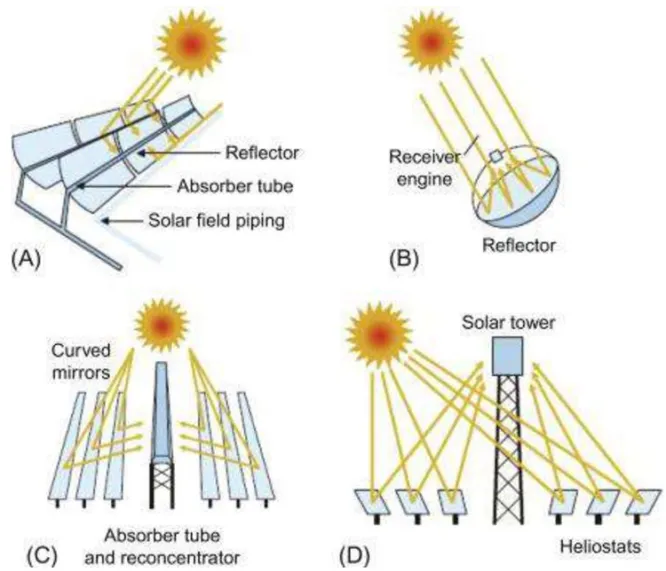 Reflector
Absorber tube
Solar field piping
(A)
Receiver
engine
Reflector
(B)
Curved
mirrors
Absorber tube
and reconcentrator
(C)
Solar tower
Heliostats
(D)